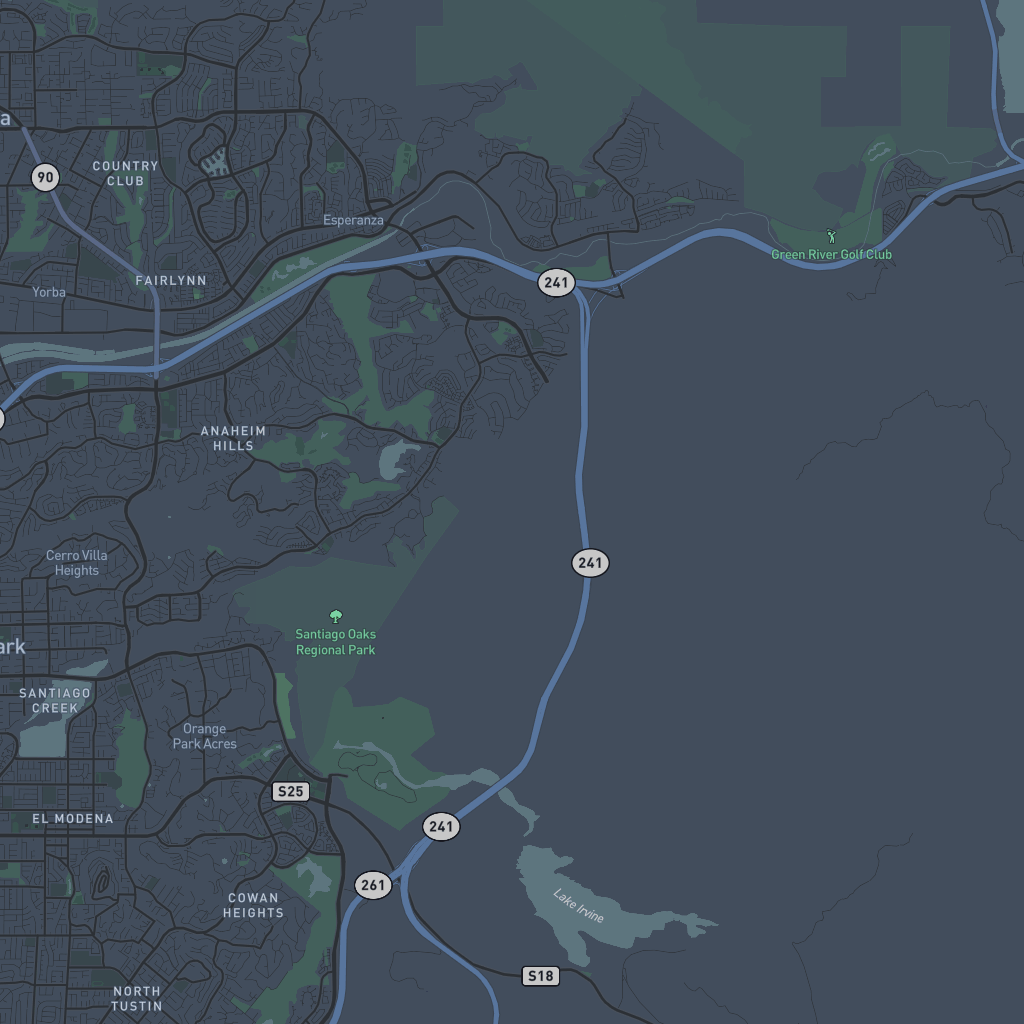 a
90
COUNTRY
CLUB
Esperanza
Green River Golf Club
FAIRLYNN
241
Yorba
ANAHEIM
HILLS
Cerro Villa
Heights
241
Santiago Oaks
Regional Park
ark
SANTIAGO
CREEK
Orange
Park Acres
S25
EL MODENA
241
261
COWAN
HEIGHTS
Lake Irvine
S18
NORTH
TUSTIN